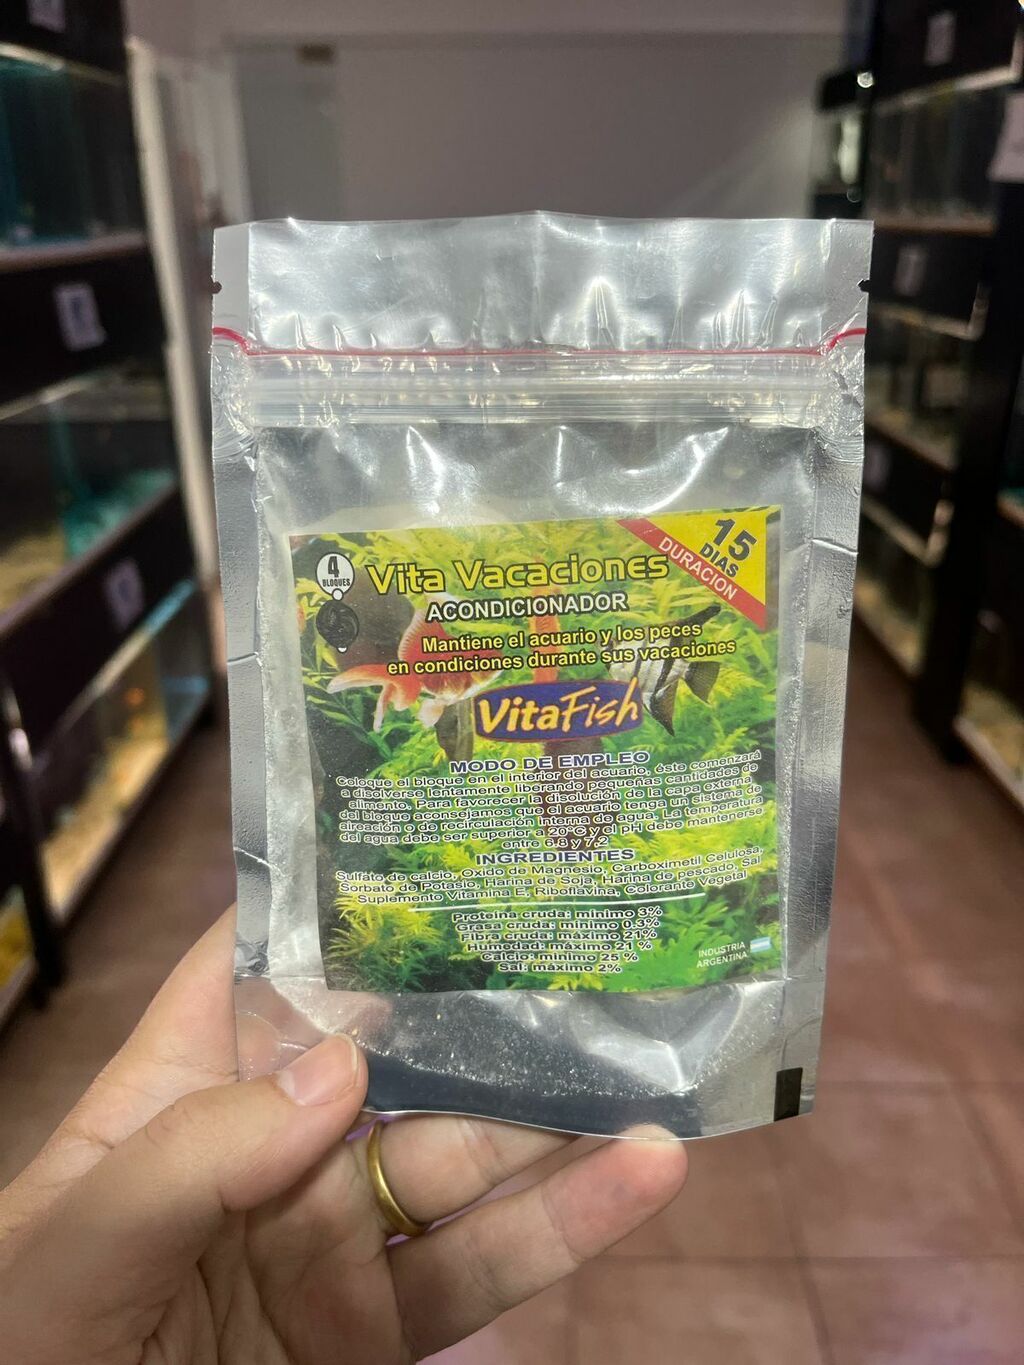 15
DIAS
DURACION
4
BLOQUES
Vita Vacaciones
ACONDICIONADOR
Mantiene el acuario y los peces
en condiciones durante sus vacaciones
VitaFish
MODO DE EMPLEO
Coloque el bloque en el interior del acuario, éste comenzará
a disolverse lentamente liberando pequeñas cantidades de
alimento. Para favorecer la disolución de la capa externa
del bloque aconsejamos que el acuario tenga un sistema de
aireación o de recirculación interna de agua. La temperatura
del agua debe ser superior a 20°C y el pH debe mantenerse
entre 6.8 y 7,2
INGREDIENTES
Sulfato de calcio, Oxido de Magnesio, Carboximetil Celulosa,
Sorbato de Potasio, Harina de Soja, Harina de pescado, Sal
Suplemento Vitamina E, Riboflavina, Colorante Vegetal
Proteina cruda: minimo 3%
Grasa cruda: minimo 0.3%
Fibra cruda: máximo 21%
Humedad: máximo 21 %
Calcio: minimo 25 %
Sal: máximo 2%
INDUSTRIA
ARGENTINA